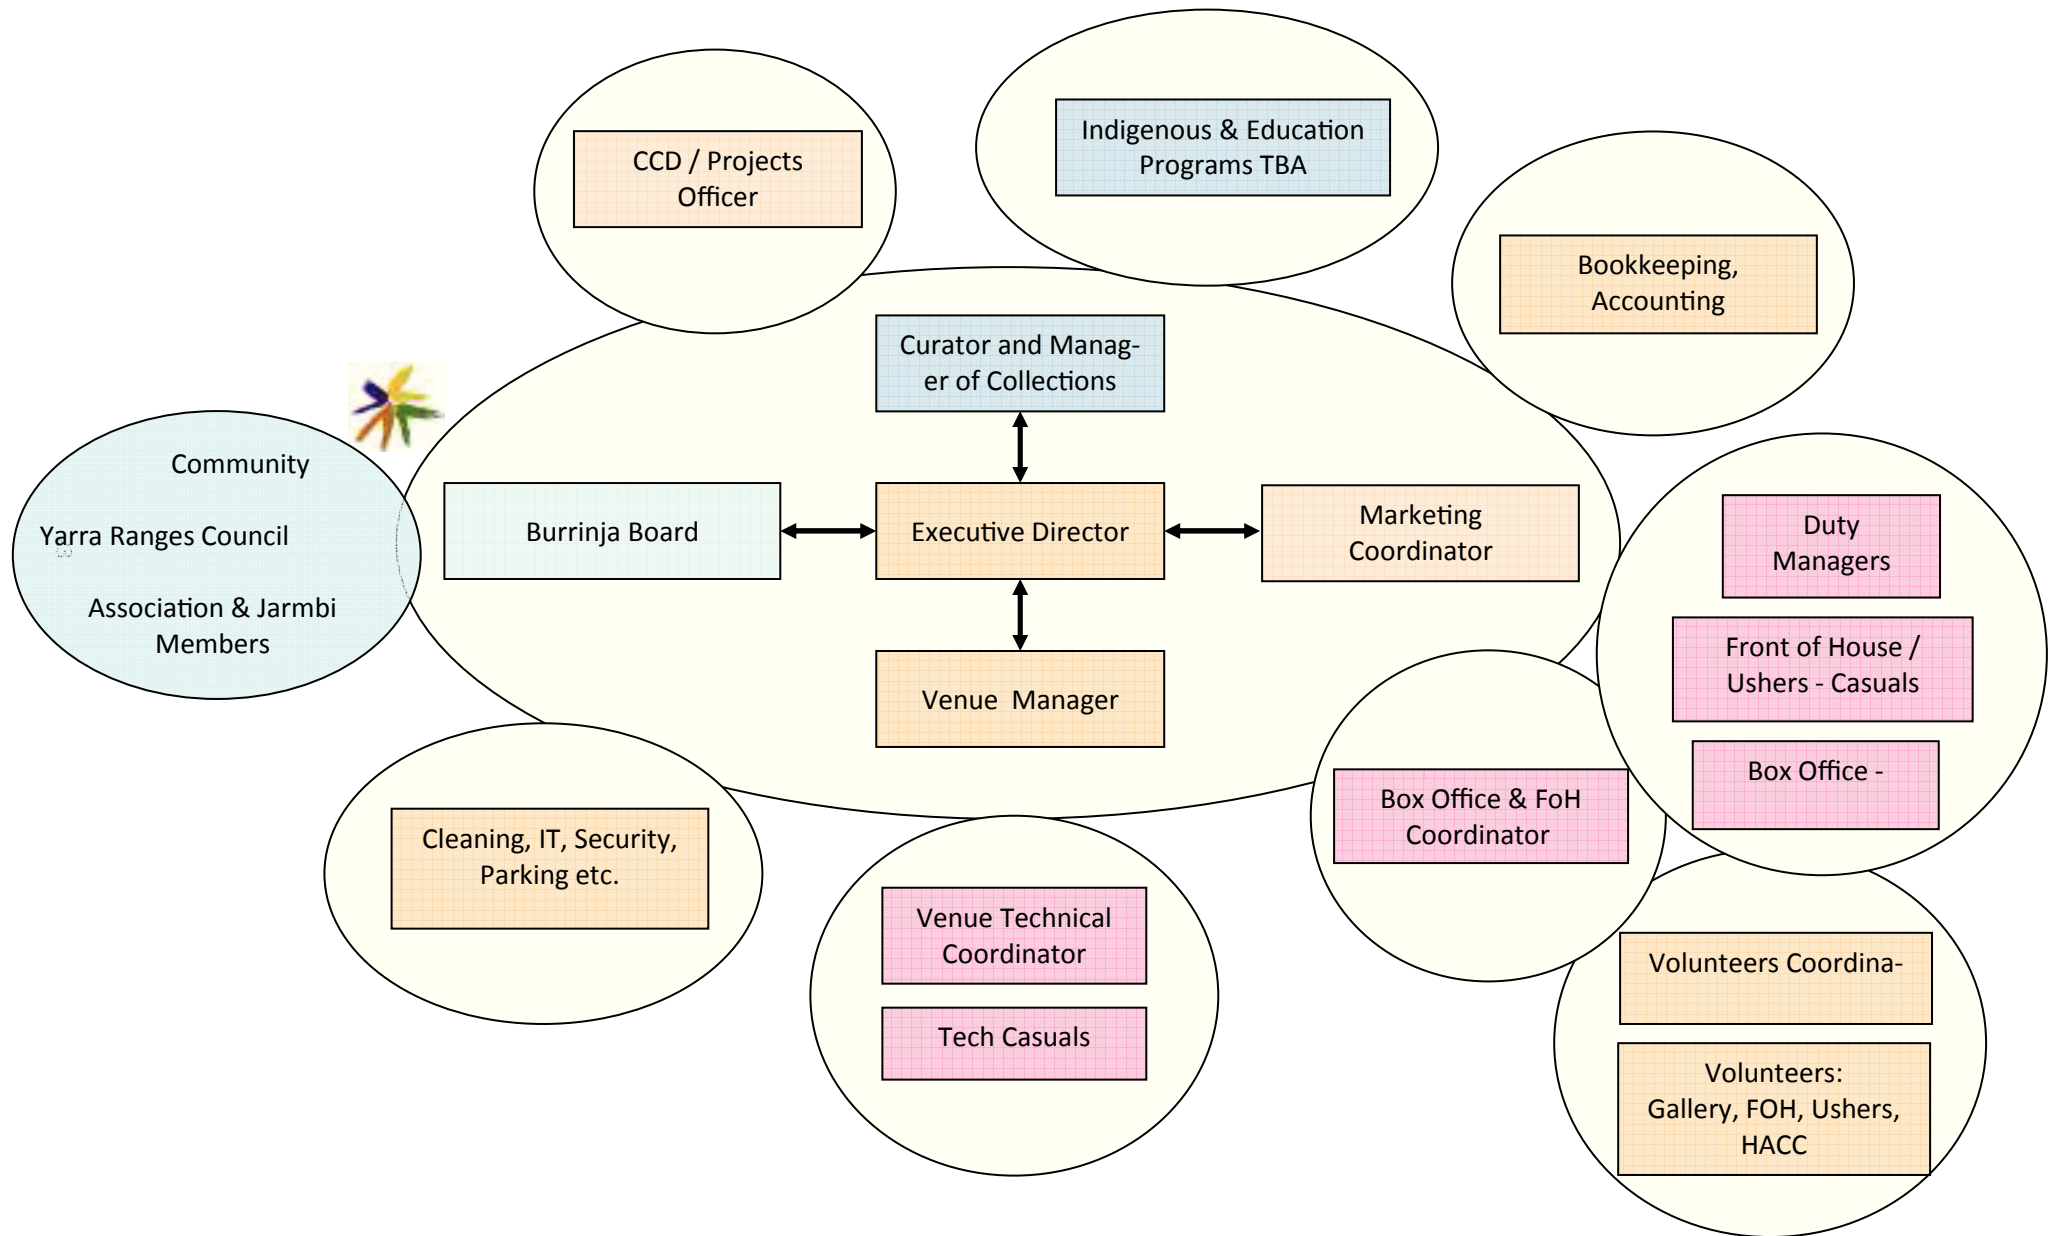 CCD / Projects
Officer
Indigenous & Education
Programs TBA
Bookkeeping,
Accounting
Curator and Manag-
er of Collections
Community
Yarra Ranges Council
Association & Jarmbi
Members
Burrinja Board
Executive Director
Marketing
Coordinator
Venue  Manager
Duty
Managers
Front of House /
Ushers - Casuals
Box Office -
Box Office & FoH
Coordinator
Cleaning, IT, Security,
Parking etc.
Venue Technical
Coordinator
Tech Casuals
Volunteers Coordina-
Volunteers:
Gallery, FOH, Ushers,
HACC